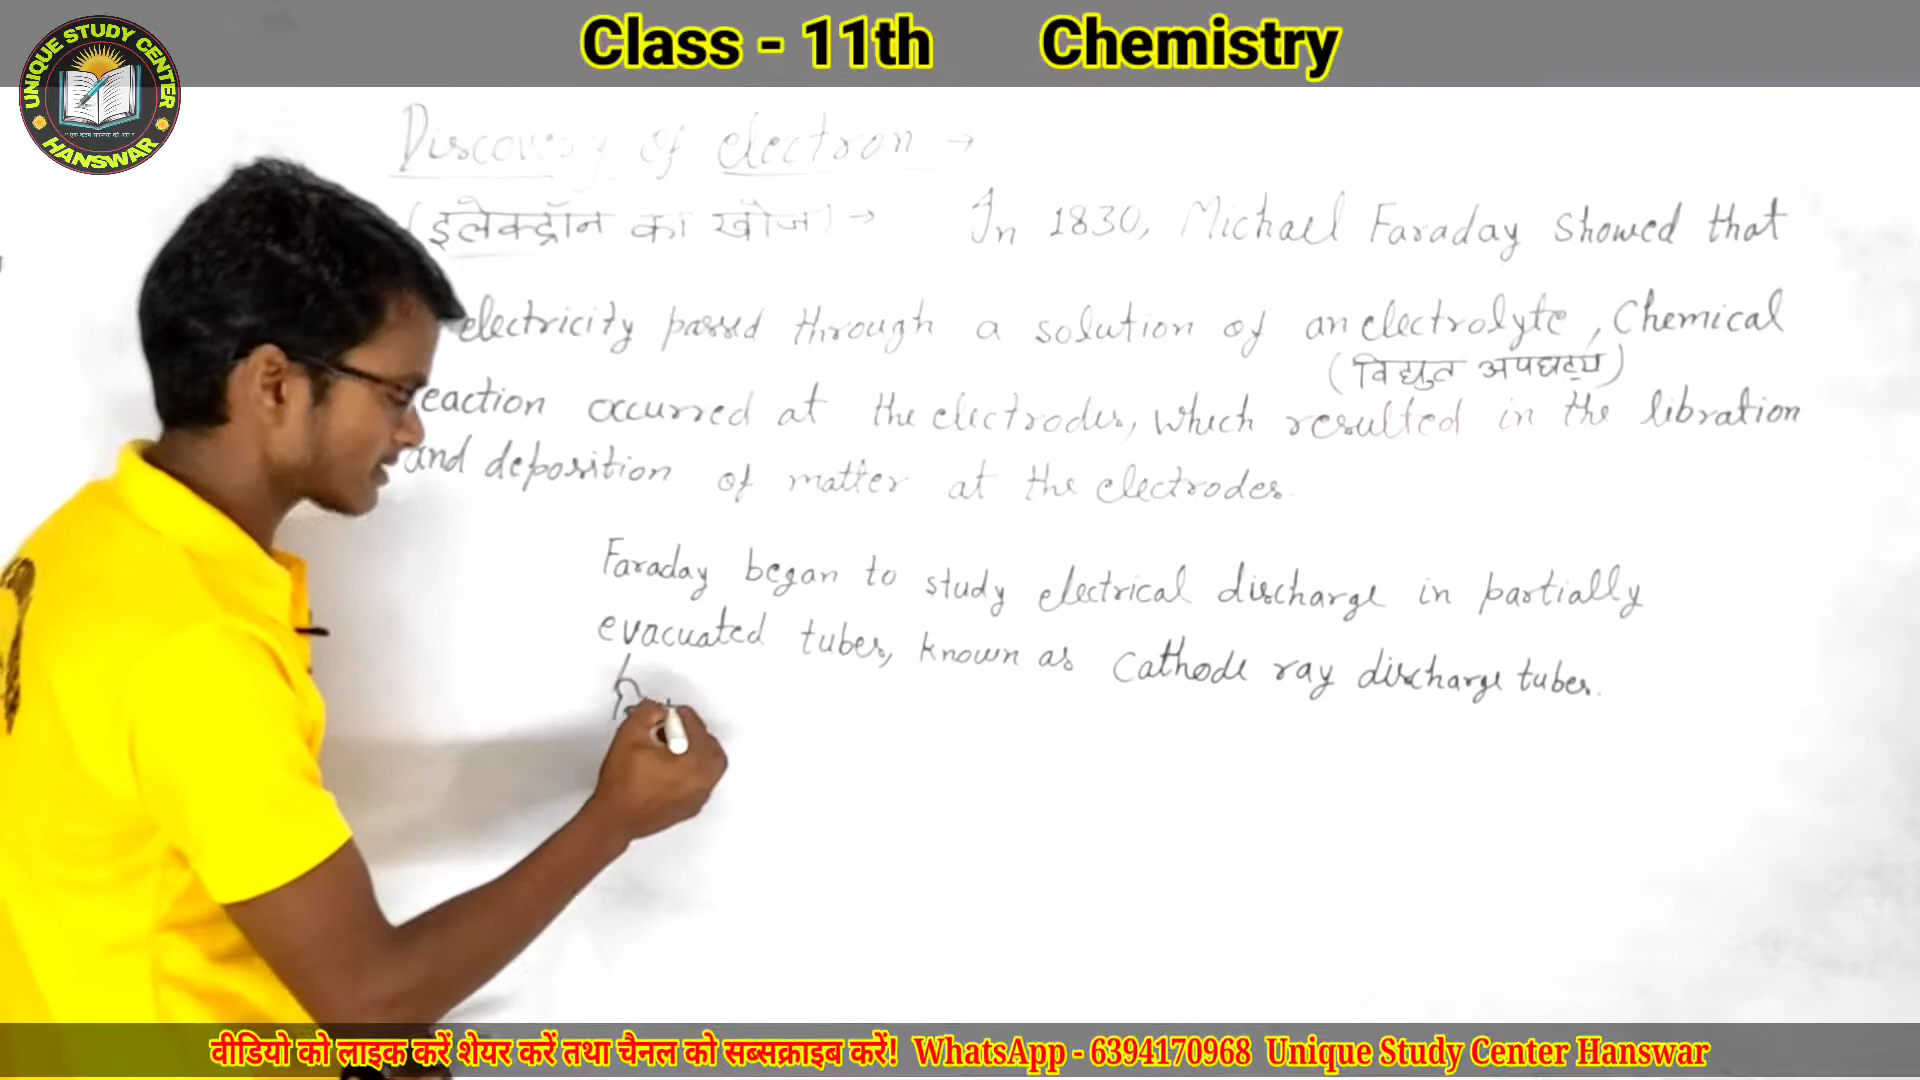 Class - 11th Chemistry
UNIQUE STUDY CENTER
HANSWAR
Discovery of electron →
(इलेक्ट्रॉन का खोज) → In 1830, Michael Faraday showed that
electricity passed through a solution of an electrolyte, Chemical
(विद्युत अपघट्य)
eaction occurred at the electrodes, which resulted in the libration
and deposition of matter at the electrodes.
Faraday began to study electrical discharge in partially
evacuated tubes, known as Cathode ray discharge tubes.
वीडियो को लाइक करें शेयर करें तथा चैनल को सब्सक्राइब करें! WhatsApp - 6394170968 Unique Study Center Hanswar